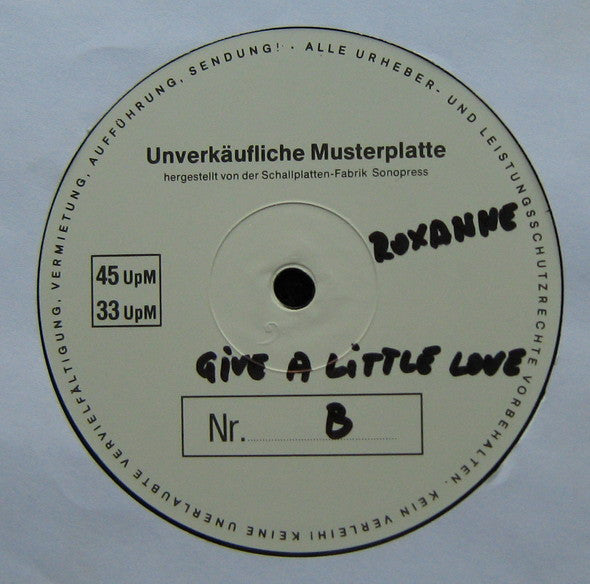 ALLE URHEBER- UND LEISTUNGSSCHUTZRECHTE VORBEHALTEN. KEIN VERLEIH! KEINE UNERLAUBTE VERVIELFÄLTIGUNG, VERMIETUNG, AUFFÜHRUNG, SENDUNG! ·
Unverkäufliche Musterplatte
hergestellt von der Schallplatten-Fabrik Sonopress
ROXANNE
45 UpM
33 UpM
GIVE A LITTLE LOVE
Nr. B